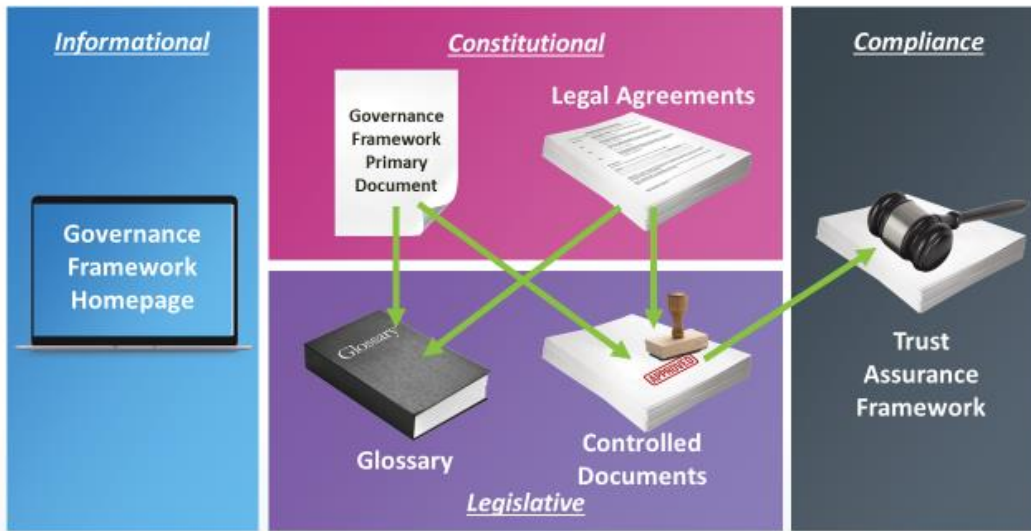 Informational
Governance
Framework
Homepage
Constitutional
Governance
Framework
Primary
Document
Legal Agreements
Glossary
Glossary
APPROVED
Controlled
Documents
Legislative
Compliance
Trust
Assurance
Framework